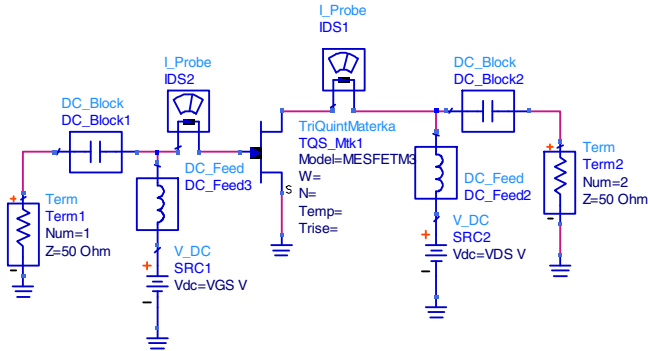 I_Probe
IDS1
I_Probe
IDS2
DC_Block
DC_Block2
DC_Block
DC_Block1
TriQuintMaterka
TQS_Mtk1
Model=MESFETM3
W=
N=
Temp=
Trise=
S
Term
Term2
Num=2
Z=50 Ohm
DC_Feed
DC_Feed3
DC_Feed
DC_Feed2
Term
Term1
Num=1
Z=50 Ohm
V_DC
SRC1
Vdc=VGS V
V_DC
SRC2
Vdc=VDS V